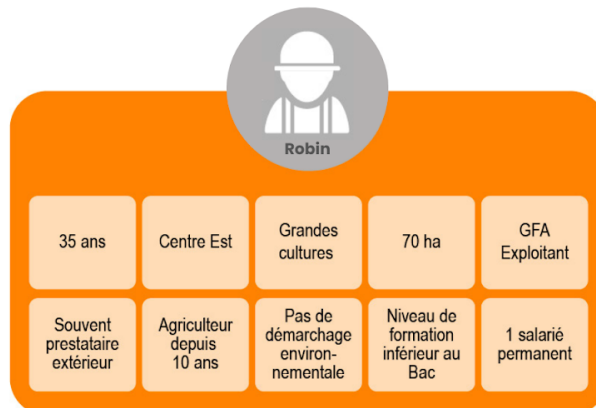 Robin
35 ans
Centre Est
Grandes
cultures
70 ha
GFA
Exploitant
Souvent
prestataire
extérieur
Agriculteur
depuis
10 ans
Pas de
démarchage
environ-
nementale
Niveau de
formation
inférieur au
Bac
1 salarié
permanent